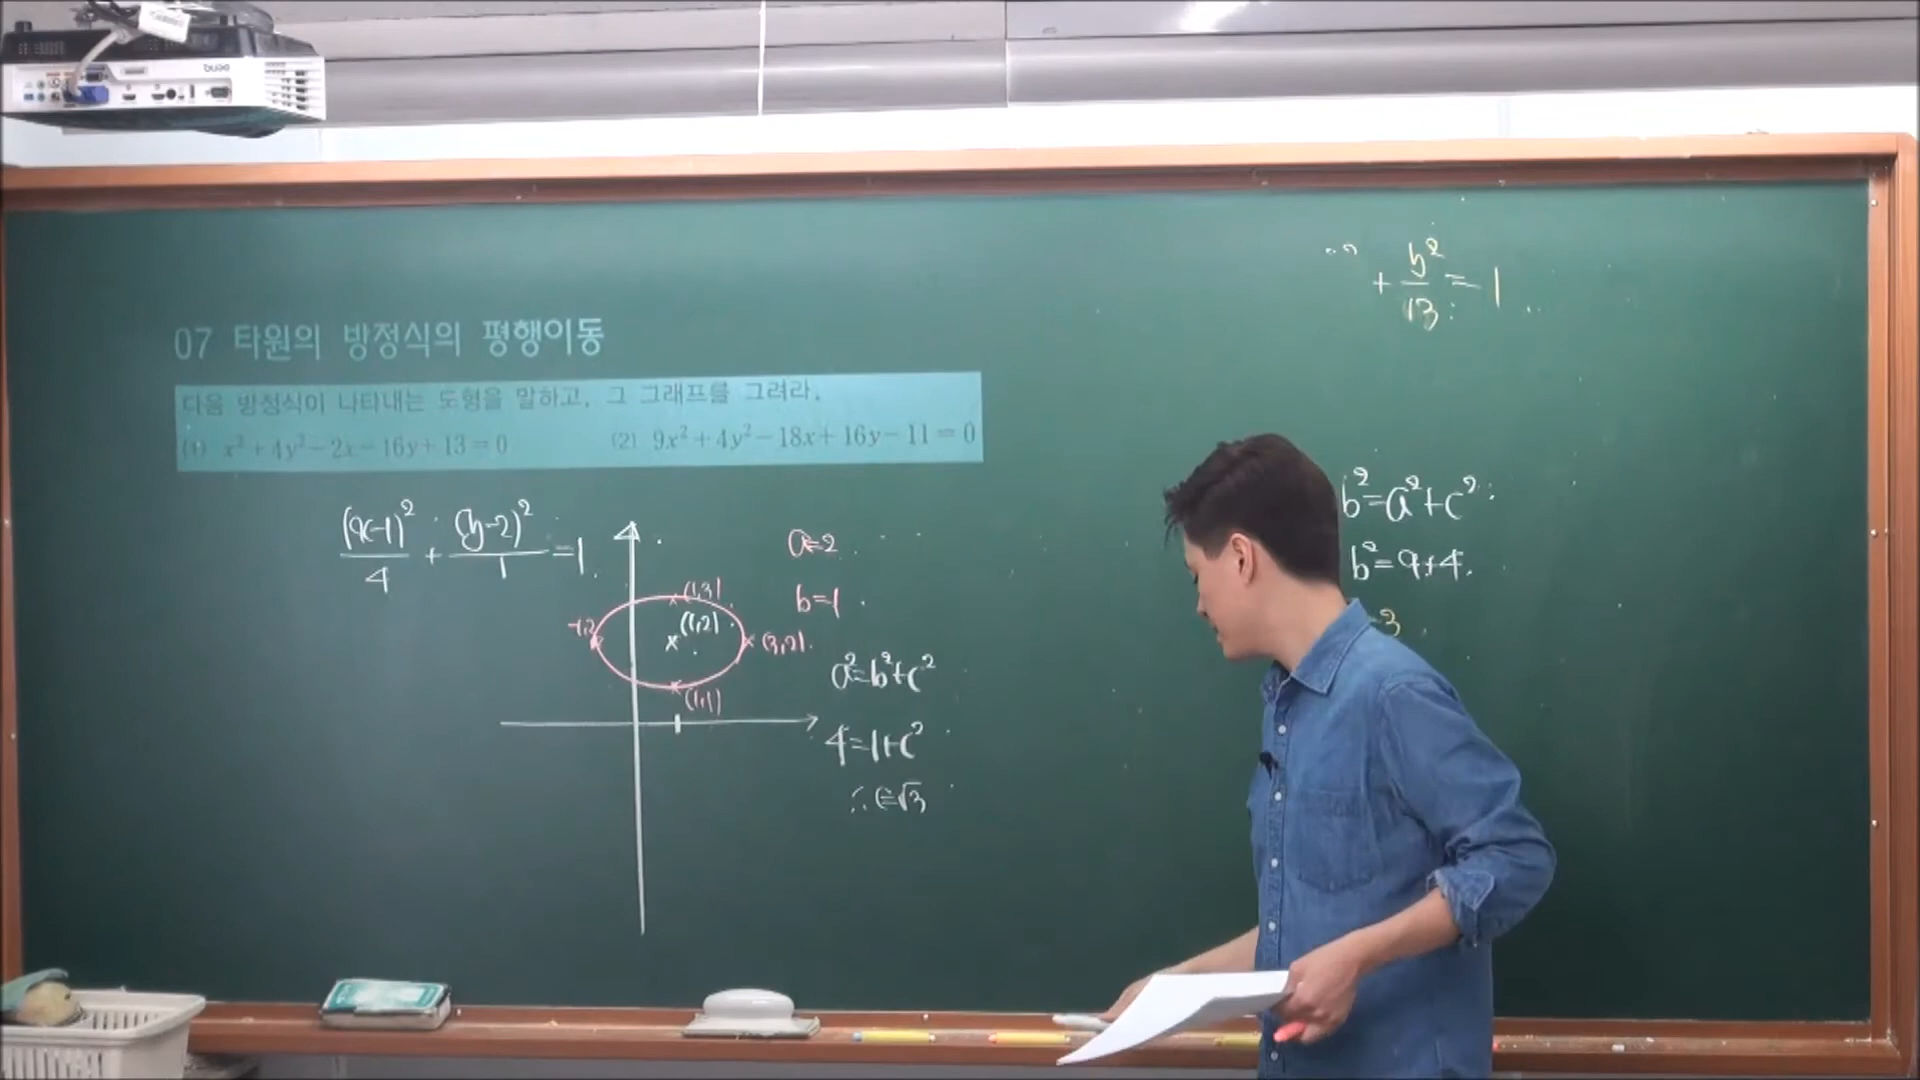 BenQ
07 타원의 방정식의 평행이동
다음 방정식이 나타내는 도형을 말하고, 그 그래프를 그려라.
(1) x²+4y²-2x-16y+13=0 (2) 9x²+4y²-18x+16y-11=0
(x-1)²/4 + (y-2)²/1 = 1
(1,3)
(1,2)
-1,2
(3,2)
(1,1)
a=2
b=1
a²=b²+c²
4=1+c²
∴ c=√3
+ b²/13 = 1
b²=a²+c²
b²=9+4
3